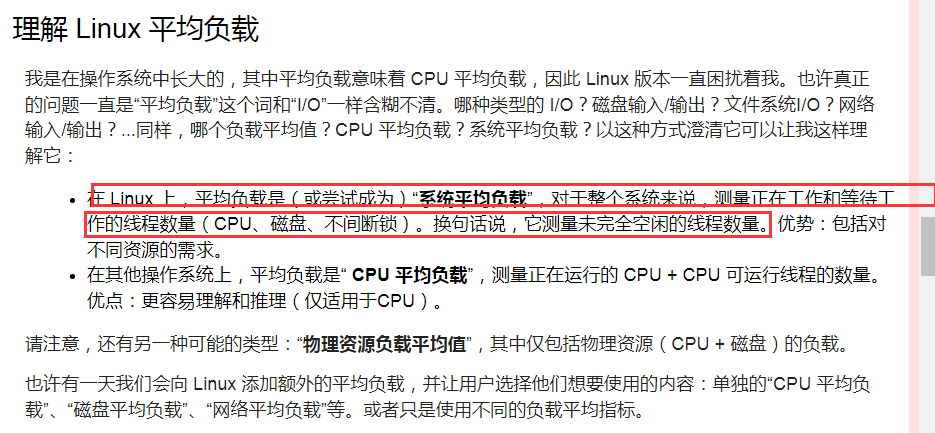 理解 Linux 平均负载
我是在操作系统中长大的，其中平均负载意味着 CPU 平均负载，因此 Linux 版本一直困扰着我。也许真正
的问题一直是“平均负载”这个词和“I/O”一样含糊不清。哪种类型的 I/O？磁盘输入/输出？文件系统I/O？网络
输入/输出？...同样，哪个负载平均值？CPU 平均负载？系统平均负载？以这种方式澄清它可以让我这样理
解它：
• 在 Linux 上，平均负载是（或尝试成为）“系统平均负载”，对于整个系统来说，测量正在工作和等待工
作的线程数量（CPU、磁盘、不间断锁）。换句话说，它测量未完全空闲的线程数量。优势：包括对
不同资源的需求。
• 在其他操作系统上，平均负载是“ CPU 平均负载”，测量正在运行的 CPU + CPU 可运行线程的数量。
优点：更容易理解和推理（仅适用于CPU）。
请注意，还有另一种可能的类型：“物理资源负载平均值”，其中仅包括物理资源（CPU + 磁盘）的负载。
也许有一天我们会向 Linux 添加额外的平均负载，并让用户选择他们想要使用的内容：单独的“CPU 平均负
载”、“磁盘平均负载”、“网络平均负载”等。或者只是使用不同的负载平均指标。